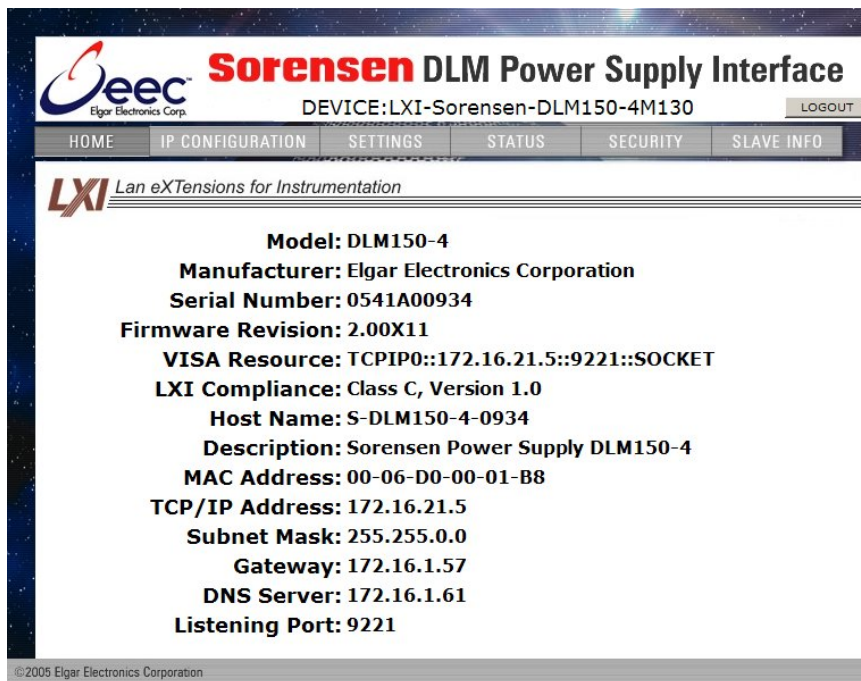 eec™
Elgar Electronics Corp.
Sorensen DLM Power Supply Interface
DEVICE:LXI-Sorensen-DLM150-4M130
LOGOUT
HOME IP CONFIGURATION SETTINGS STATUS SECURITY SLAVE INFO
LXI Lan eXTensions for Instrumentation
Model: DLM150-4
Manufacturer: Elgar Electronics Corporation
Serial Number: 0541A00934
Firmware Revision: 2.00X11
VISA Resource: TCPIP0::172.16.21.5::9221::SOCKET
LXI Compliance: Class C, Version 1.0
Host Name: S-DLM150-4-0934
Description: Sorensen Power Supply DLM150-4
MAC Address: 00-06-D0-00-01-B8
TCP/IP Address: 172.16.21.5
Subnet Mask: 255.255.0.0
Gateway: 172.16.1.57
DNS Server: 172.16.1.61
Listening Port: 9221
©2005 Elgar Electronics Corporation